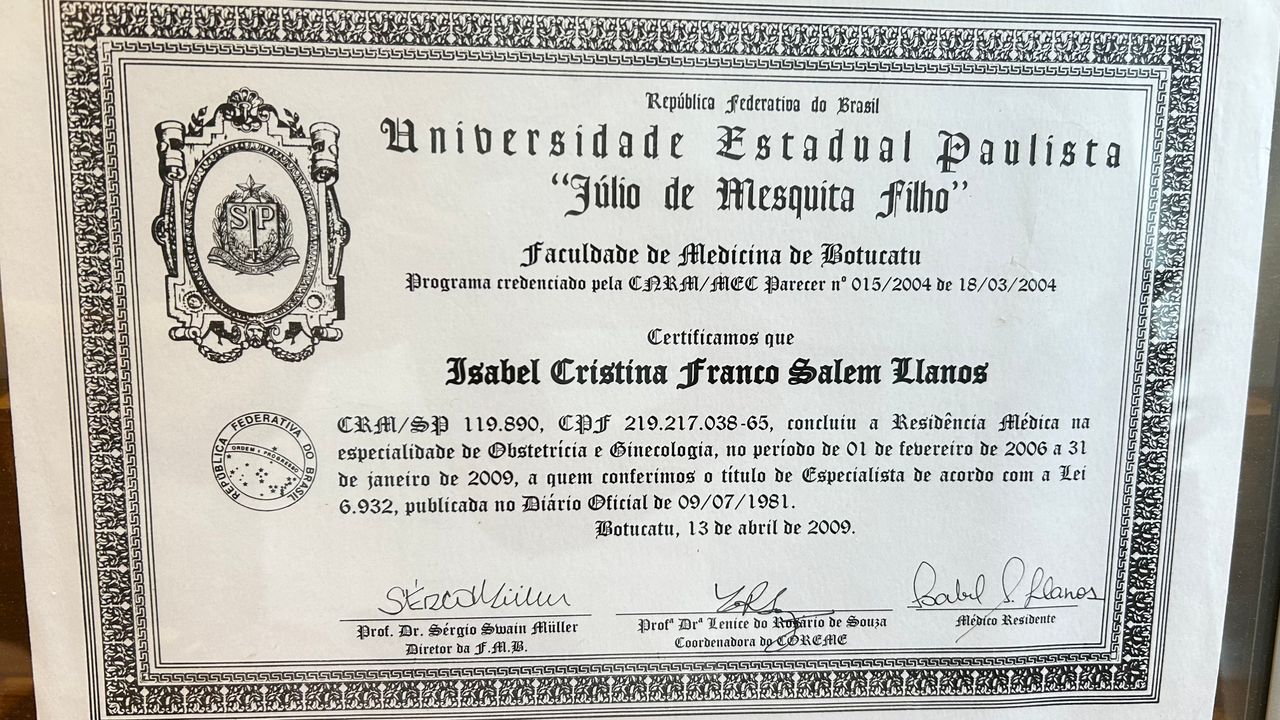 República Federativa do Brasil
Universidade Estadual Paulista
“Júlio de Mesquita Filho”
Faculdade de Medicina de Botucatu
Programa credenciado pela CNRM/MEC Parecer n° 015/2004 de 18/03/2004
Certificamos que
Isabel Cristina Franco Salem Llanos
CRM/SP 119.890, CPF 219.217.038-65, concluiu a Residência Médica na
especialidade de Obstetrícia e Ginecologia, no período de 01 de fevereiro de 2006 a 31
de janeiro de 2009, a quem conferimos o título de Especialista de acordo com a Lei
6.932, publicada no Diário Oficial de 09/07/1981.
Botucatu, 13 de abril de 2009.
SP
REPÚBLICA FEDERATIVA DO BRASIL
ORDEM E PROGRESSO
Isabel S. Llanos
Prof. Dr. Sérgio Swain Müller
Diretor da F.M.B.
Profª Drª Lenice do Rosário de Souza
Coordenadora do COREME
Médico Residente